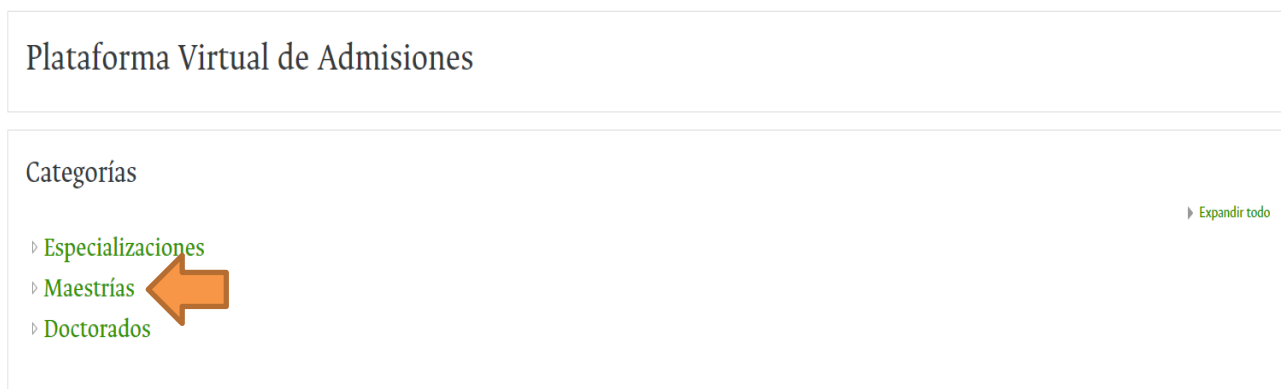 Plataforma Virtual de Admisiones
Categorías
Expandir todo
Especializaciones
Maestrías
Doctorados